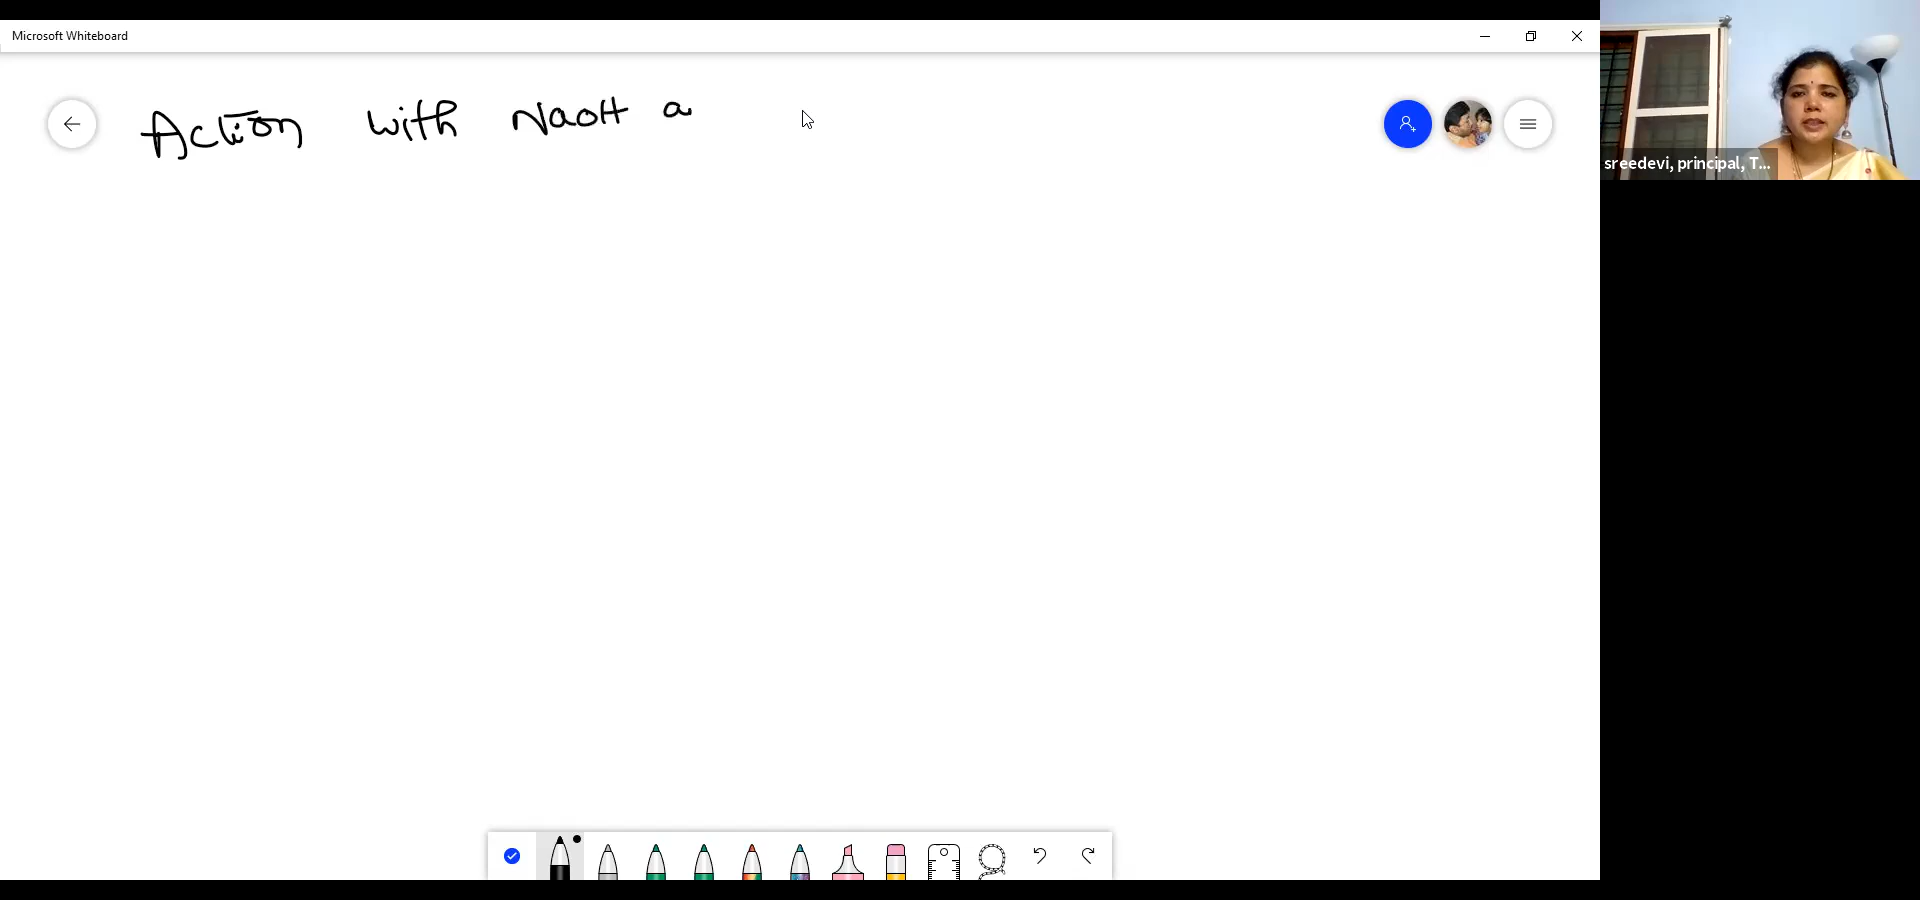 Microsoft Whiteboard
Action with NaOH a
sreedevi, principal, T...